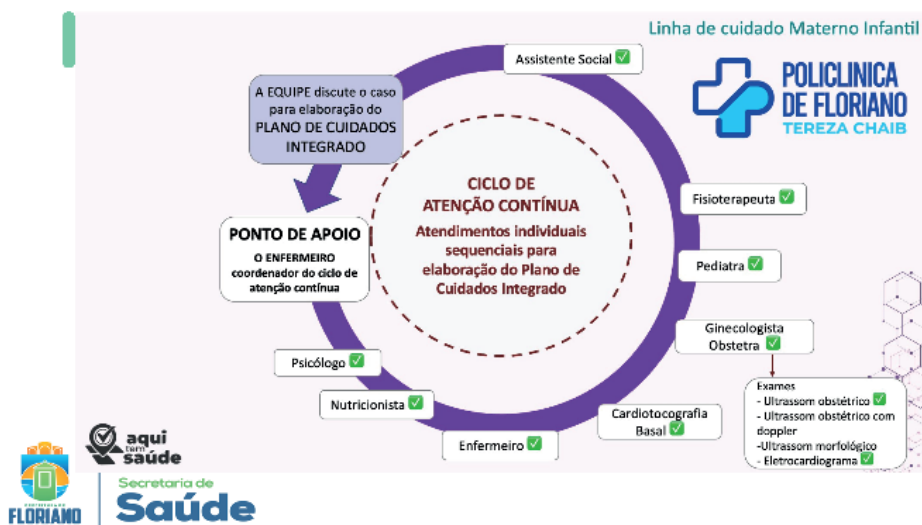 Linha de cuidado Materno Infantil
POLICLINICA
DE FLORIANO
TEREZA CHAIB
Assistente Social ✅
A EQUIPE discute o caso
para elaboração do
PLANO DE CUIDADOS
INTEGRADO
CICLO DE
ATENÇÃO CONTÍNUA
Atendimentos individuais
sequenciais para
elaboração do Plano de
Cuidados Integrado
Fisioterapeuta ✅
PONTO DE APOIO
O ENFERMEIRO
coordenador do ciclo de
atenção contínua
Pediatra ✅
Ginecologista
Obstetra ✅
Psicólogo ✅
Nutricionista ✅
Enfermeiro ✅
Cardiotocografia
Basal ✅
Exames
- Ultrassom obstétrico ✅
- Ultrassom obstétrico com
doppler
-Ultrassom morfológico
- Eletrocardiograma ✅
aqui
tem
saúde
FLORIANO
Secretaria de
Saúde